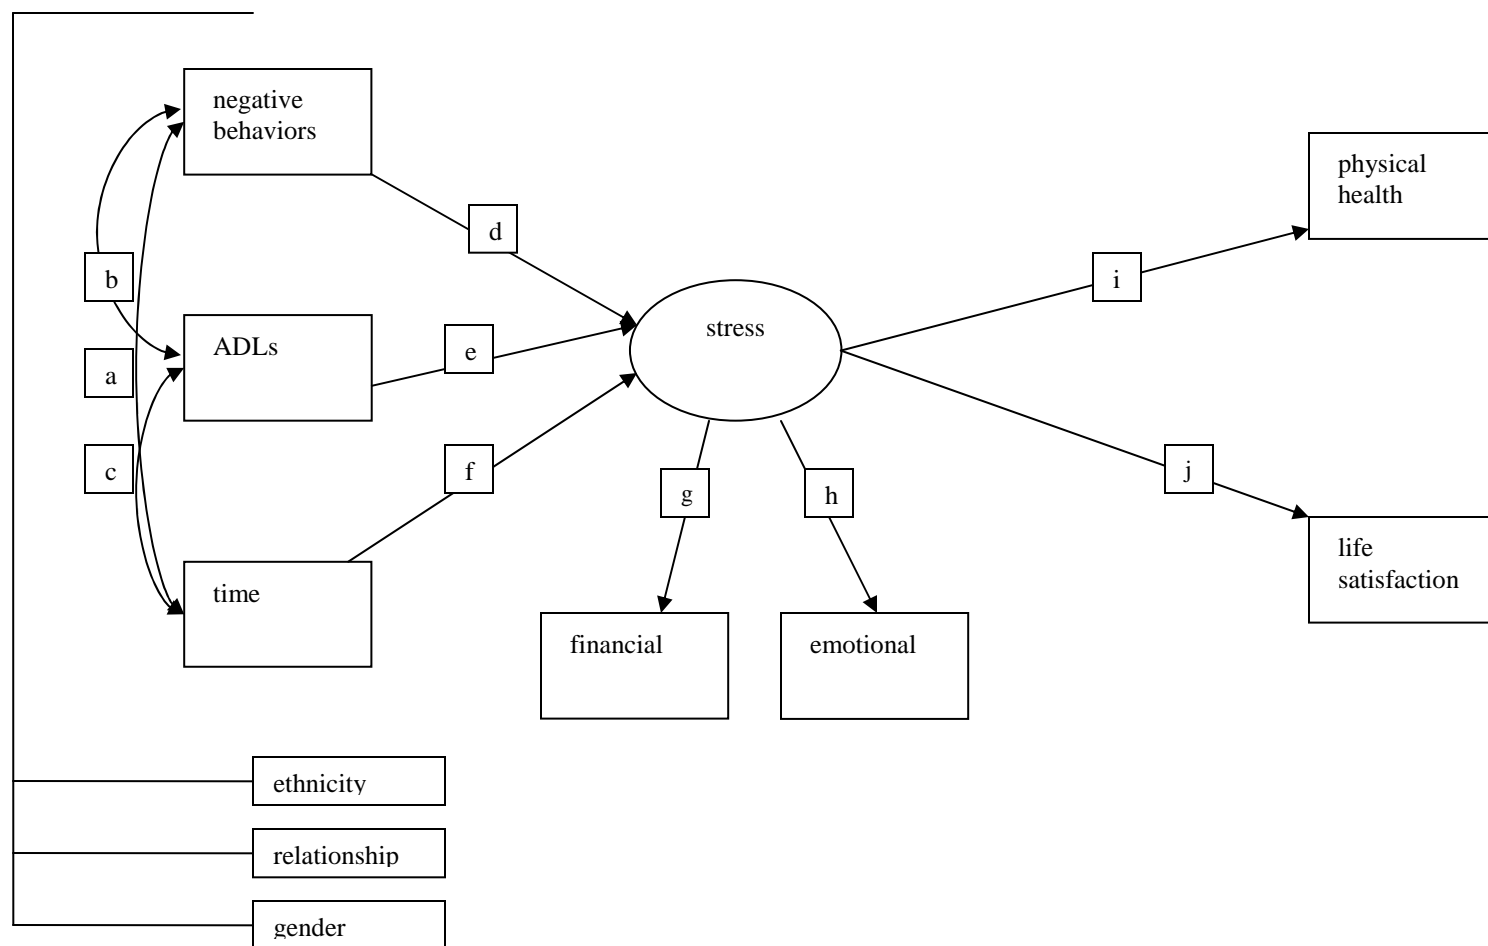 negative
behaviors
physical
health
d
b
stress
i
ADLs
e
a
c
f
g
h
j
life
satisfaction
time
financial
emotional
ethnicity
relationship
gender